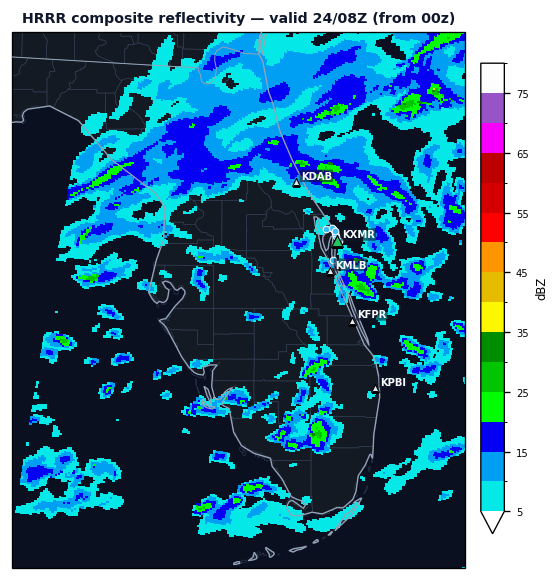 HRRR composite reflectivity — valid 24/08Z (from 00z)
KDAB
KXMR
KMLB
KFPR
KPBI
75
65
55
45
35
25
15
5
dBZ